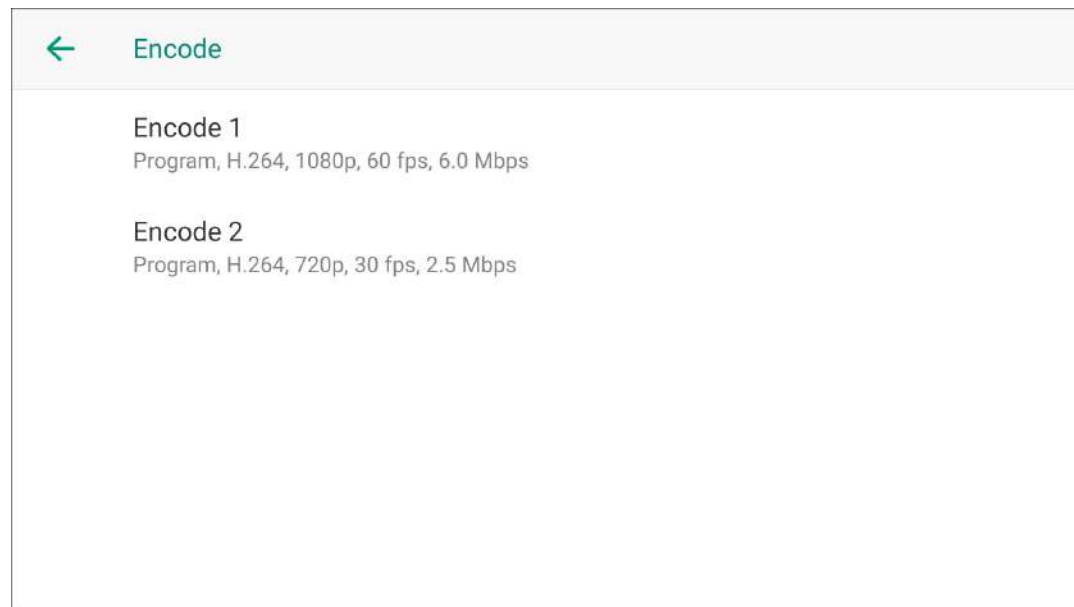 Encode
Encode 1
Program, H.264, 1080p, 60 fps, 6.0 Mbps
Encode 2
Program, H.264, 720p, 30 fps, 2.5 Mbps